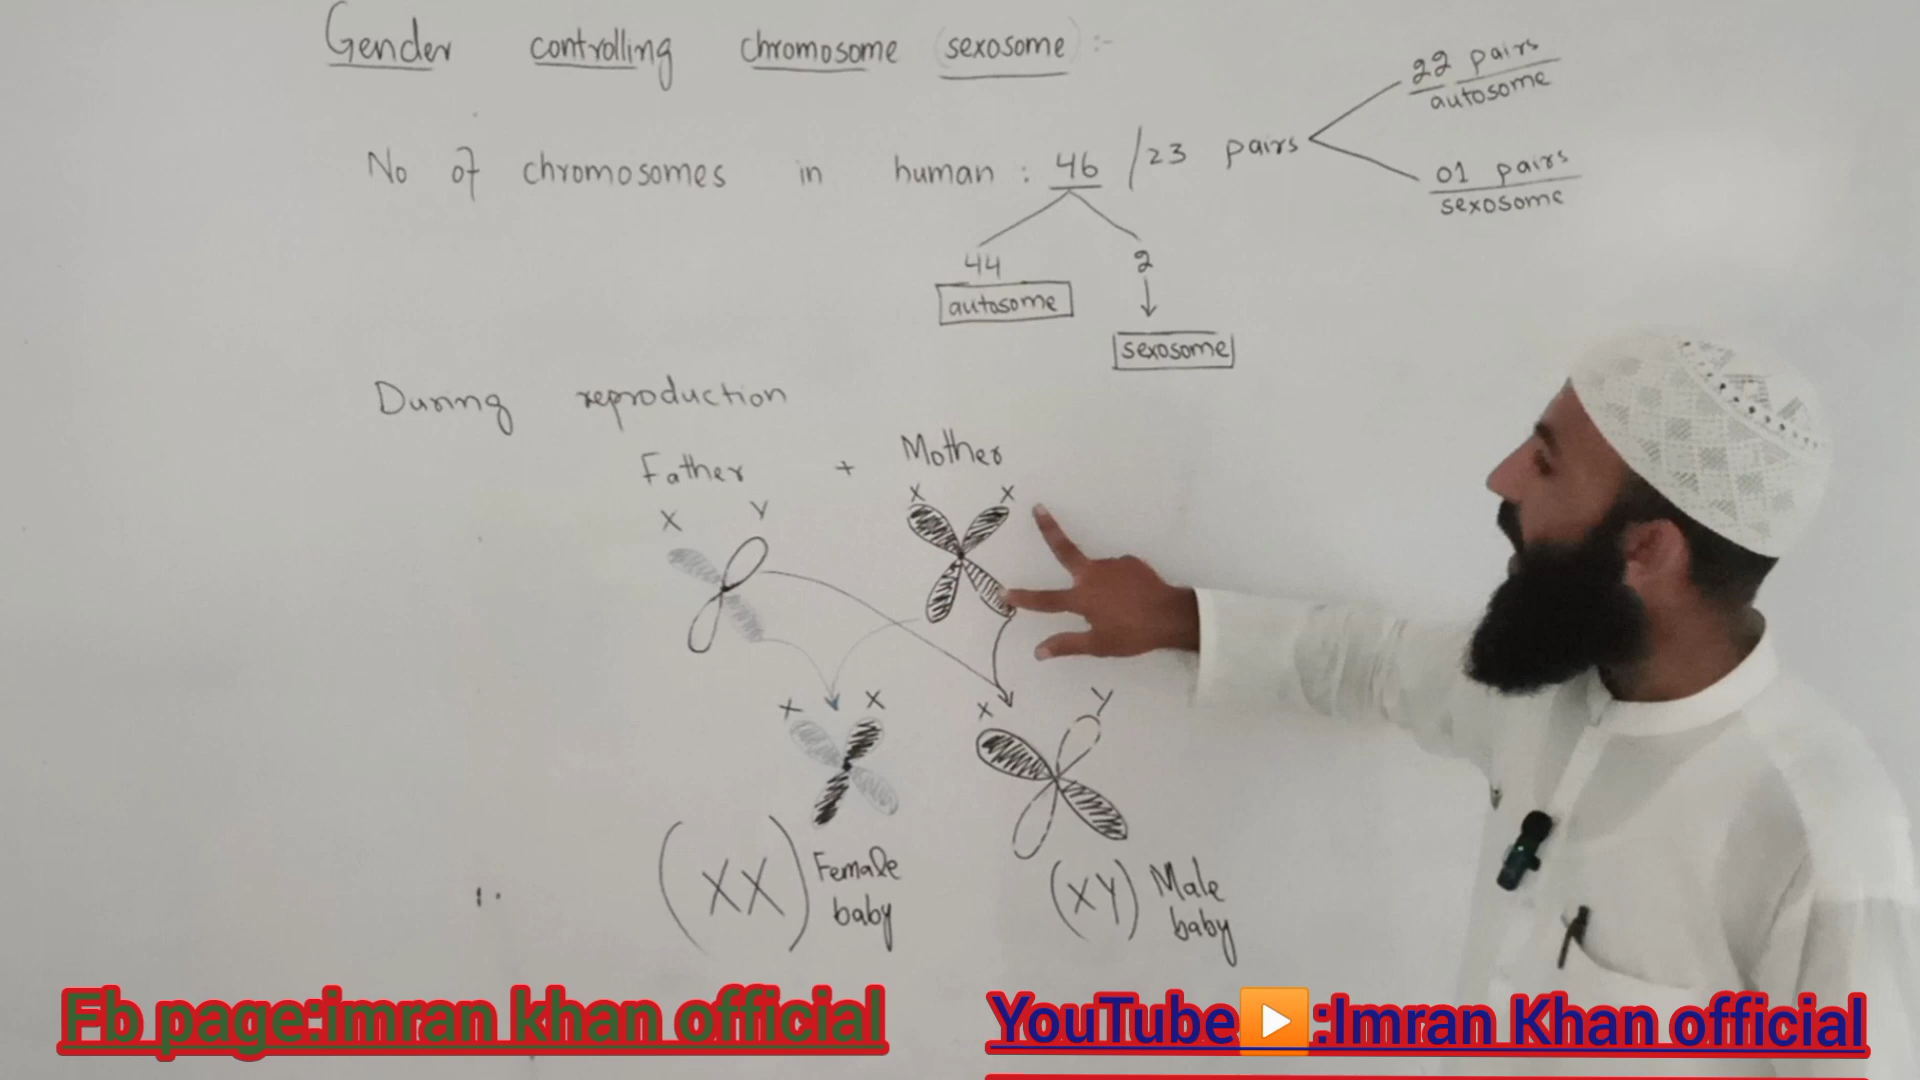 Gender controlling chromosome (sexosome) :-
22 pairs
autosome
No of chromosomes in human : 46 / 23 pairs
01 pairs
sexosome
44
2
autosome
sexosome
During reproduction
Father + Mother
X Y X X
X X X Y
(XX) Female baby
(XY) Male baby
1.
Fb page:imran khan official
YouTube▶️:Imran Khan official